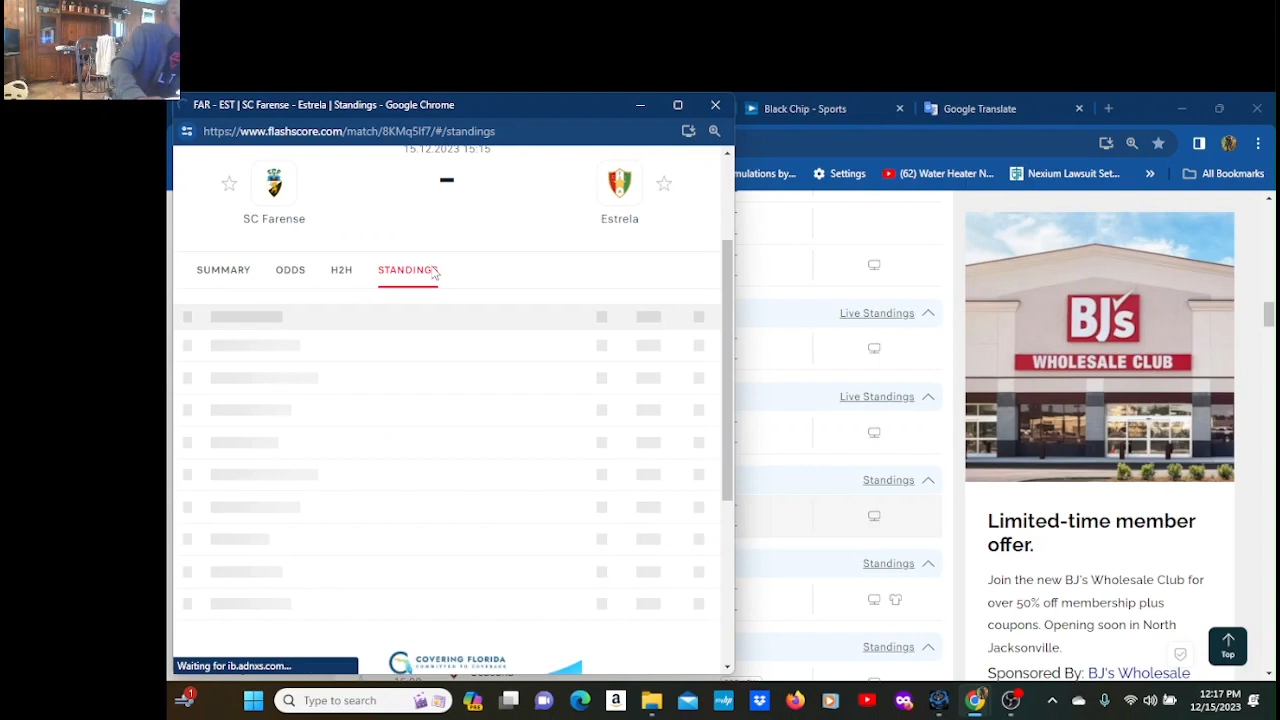 FAR - EST | SC Farense - Estrela | Standings - Google Chrome
Black Chip - Sports
Google Translate
https://www.flashscore.com/match/8KMq5lf7/#/standings
Settings
(62) Water Heater N...
Nexium Lawsuit Set...
All Bookmarks
15.12.2023 15:15
SC Farense
Estrela
SUMMARY
ODDS
H2H
STANDINGS
Live Standings
Live Standings
Standings
Standings
Standings
BJ's
WHOLESALE CLUB
Limited-time member
offer.
Join the new BJ's Wholesale Club for
over 50% off membership plus
coupons. Opening soon in North
Jacksonville.
Sponsored By: BJ's Wholesale
Top
COVERING FLORIDA
COMMITTED TO COVERAGE
Waiting for ib.adnxs.com...
1
Type to search
12:17 PM
12/15/2023